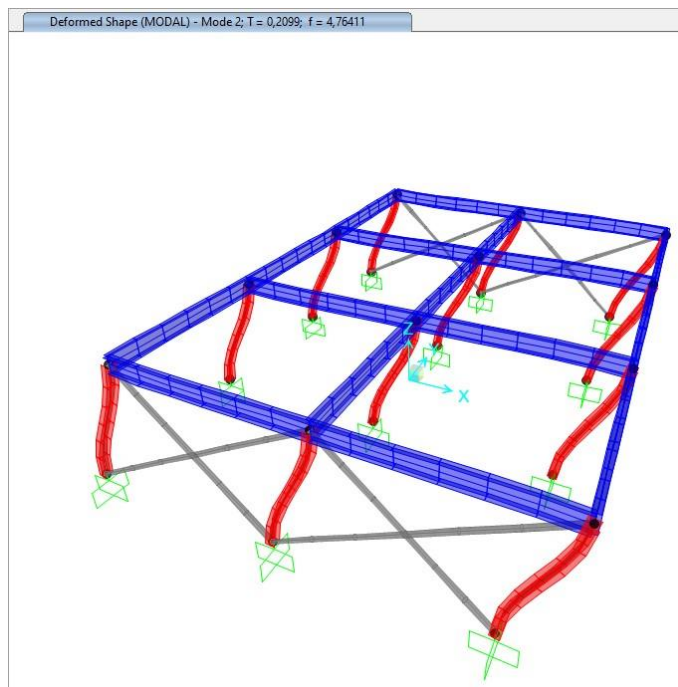 Deformed Shape (MODAL) - Mode 2; T = 0,2099;  f = 4,76411
Z
X